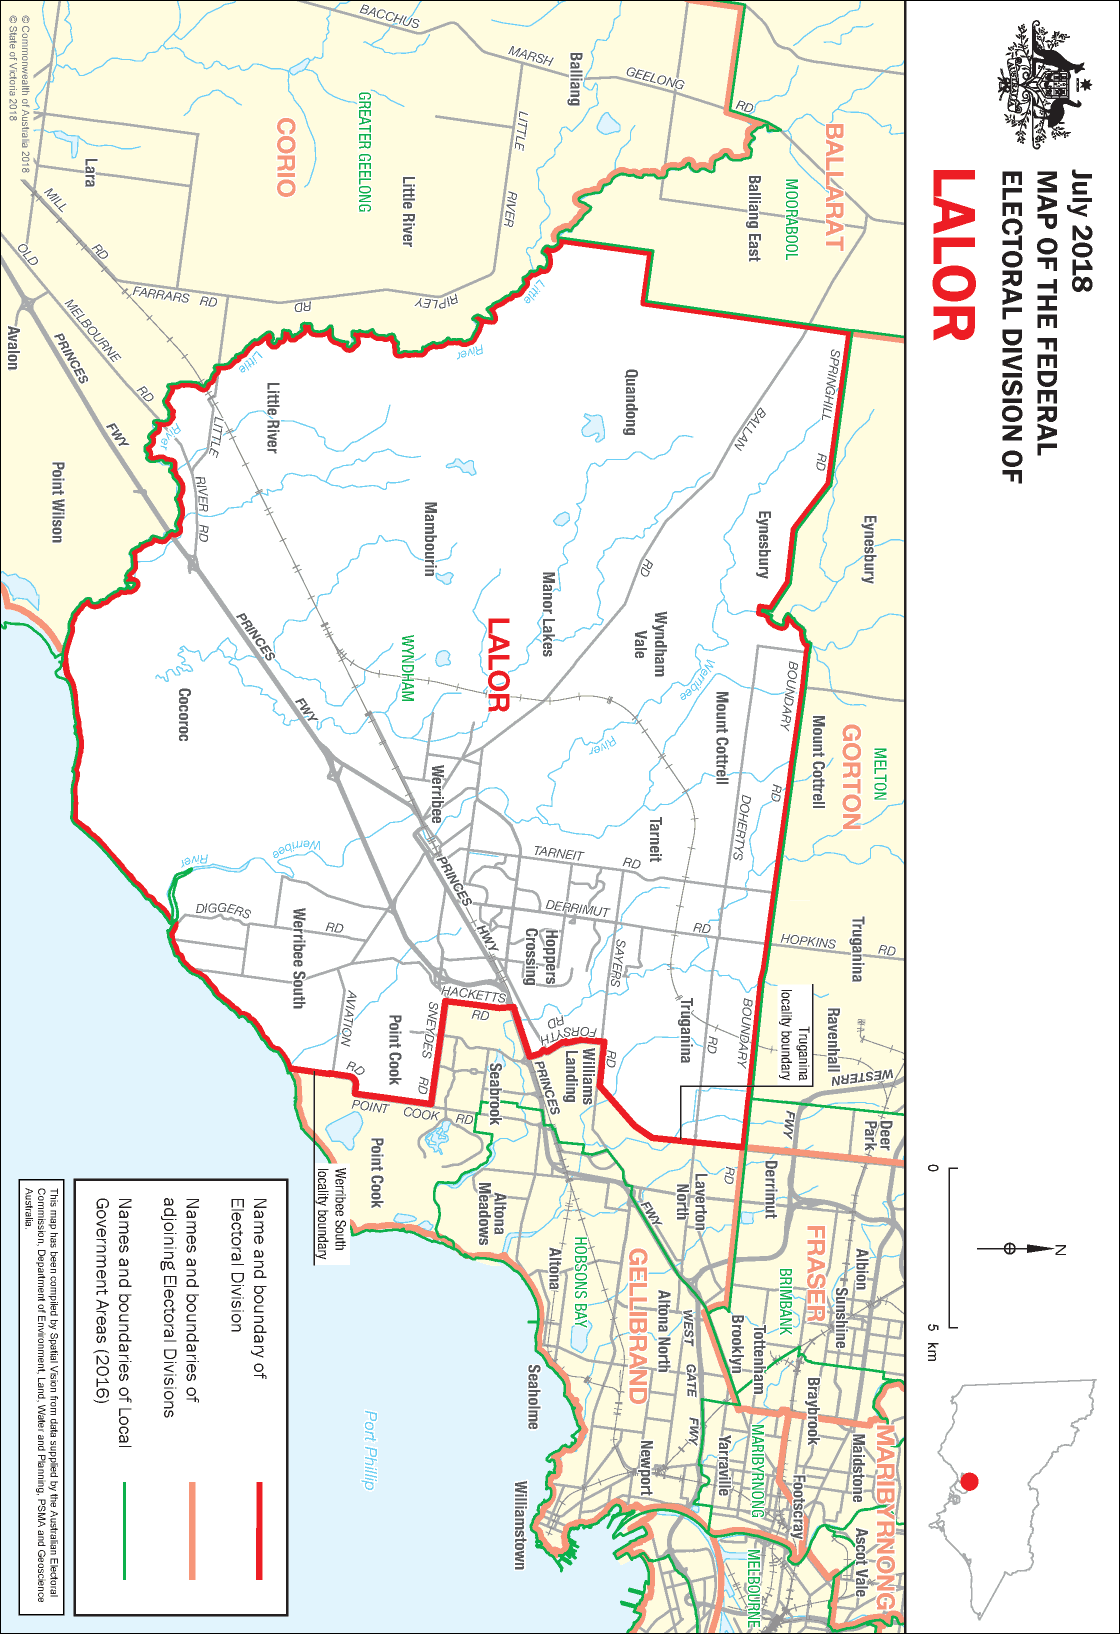 July 2018
MAP OF THE FEDERAL
ELECTORAL DIVISION OF
LALOR
0
5 km
N
BALLARAT
MOORABOOL
Balliang East
Balliang
BACCHUS
MARSH
GEELONG
RD
LITTLE
RIVER
GREATER GEELONG
CORIO
Little River
Lara
MILL
RD
OLD
MELBOURNE
RD
FARRARS RD
RD
RIPLEY
Avalon
PRINCES
FWY
Point Wilson
Little
River
Little
River
Little River
LITTLE
RIVER RD
Quandong
BALLAN
RD
SPRINGHILL
RD
Eynesbury
Eynesbury
Mambourin
Manor Lakes
Wyndham
Vale
LALOR
WYNDHAM
PRINCES
FWY
Cocoroc
Werribee
River
Mount Cottrell
Mount Cottrell
BOUNDARY
RD
GORTON
MELTON
DOHERTYS
RD
Tarneit
TARNEIT
RD
Werribee
PRINCES
HWY
DERRIMUT
RD
HOPKINS
RD
Truganina
Hoppers
Crossing
SAYERS
RD
Werribee
River
DIGGERS
RD
Werribee South
AVIATION
RD
Point Cook
SNEYDES
RD
HACKETTS
RD
FORSYTH
RD
Williams
Landing
Truganina
BOUNDARY
RD
Truganina
locality boundary
Ravenhall
WESTERN
FWY
Deer
Park
Derrimut
POINT
COOK
RD
Point Cook
Seabrook
PRINCES
FWY
Werribee South
locality boundary
Altona
Meadows
Laverton
North
Altona
HOBSONS BAY
GELLIBRAND
Altona North
WEST
GATE
FWY
FRASER
BRIMBANK
Albion
Sunshine
Brooklyn
Tottenham
Braybrook
Maidstone
MARIBYRNONG
MARIBYRNONG
Yarraville
Footscray
Ascot Vale
MELBOURNE
Newport
Seaholme
Williamstown
Port Phillip
Name and boundary of
Electoral Division
Names and boundaries of
adjoining Electoral Divisions
Names and boundaries of Local
Government Areas (2016)
This map has been compiled by Spatial Vision from data supplied by the Australian Electoral
Commission, Department of Environment, Land, Water and Planning, PSMA and Geoscience
Australia.
© Commonwealth of Australia 2018
© State of Victoria 2018